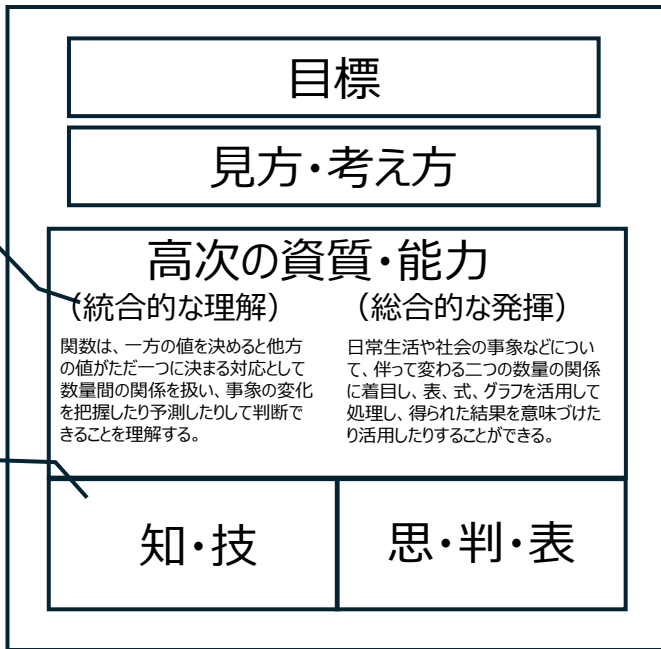 目標
見方・考え方
高次の資質・能力
（統合的な理解）
関数は、一方の値を決めると他方
の値がただ一つに決まる対応として
数量間の関係を扱い、事象の変化
を把握したり予測したりして判断で
きることを理解する。
（総合的な発揮）
日常生活や社会の事象などについ
て、伴って変わる二つの数量の関係
に着目し、表、式、グラフを活用して
処理し、得られた結果を意味づけた
り活用したりすることができる。
知・技
思・判・表